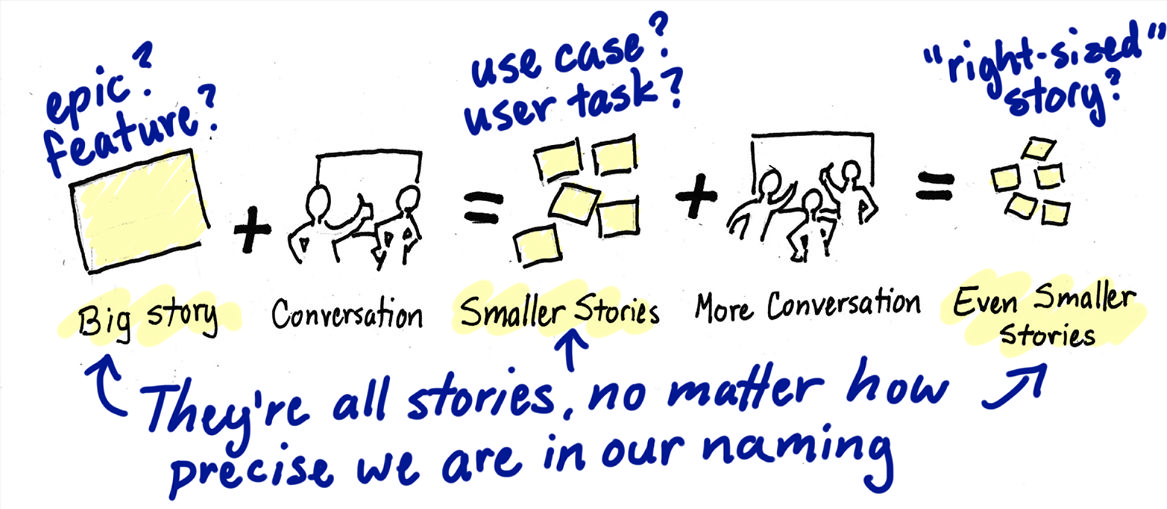 epic?
feature?
use case?
user task?
"right-sized"
story?
+
=
+
=
Big story
Conversation
Smaller Stories
More Conversation
Even Smaller
Stories
They're all stories, no matter how
precise we are in our naming